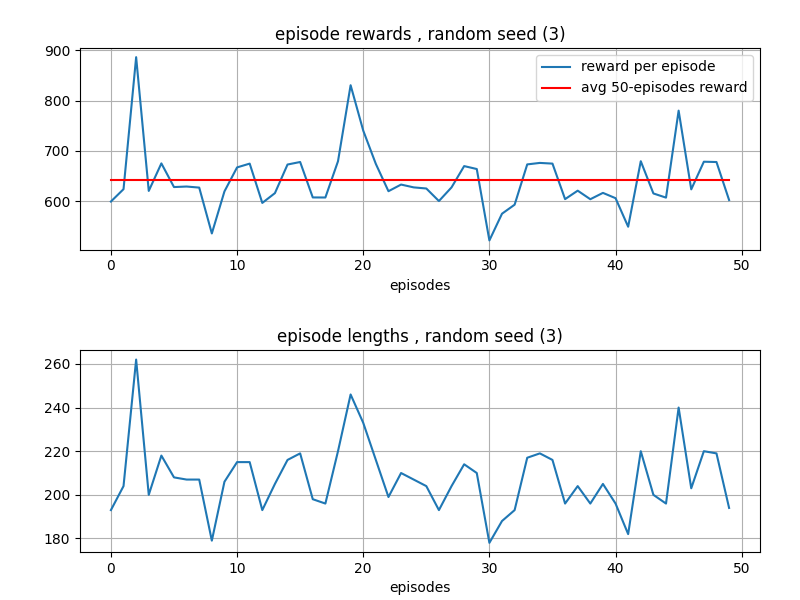 episode rewards , random seed (3)
900
800
700
600
reward per episode
avg 50-episodes reward
0 10 20 30 40 50
episodes
episode lengths , random seed (3)
260
240
220
200
180
0 10 20 30 40 50
episodes